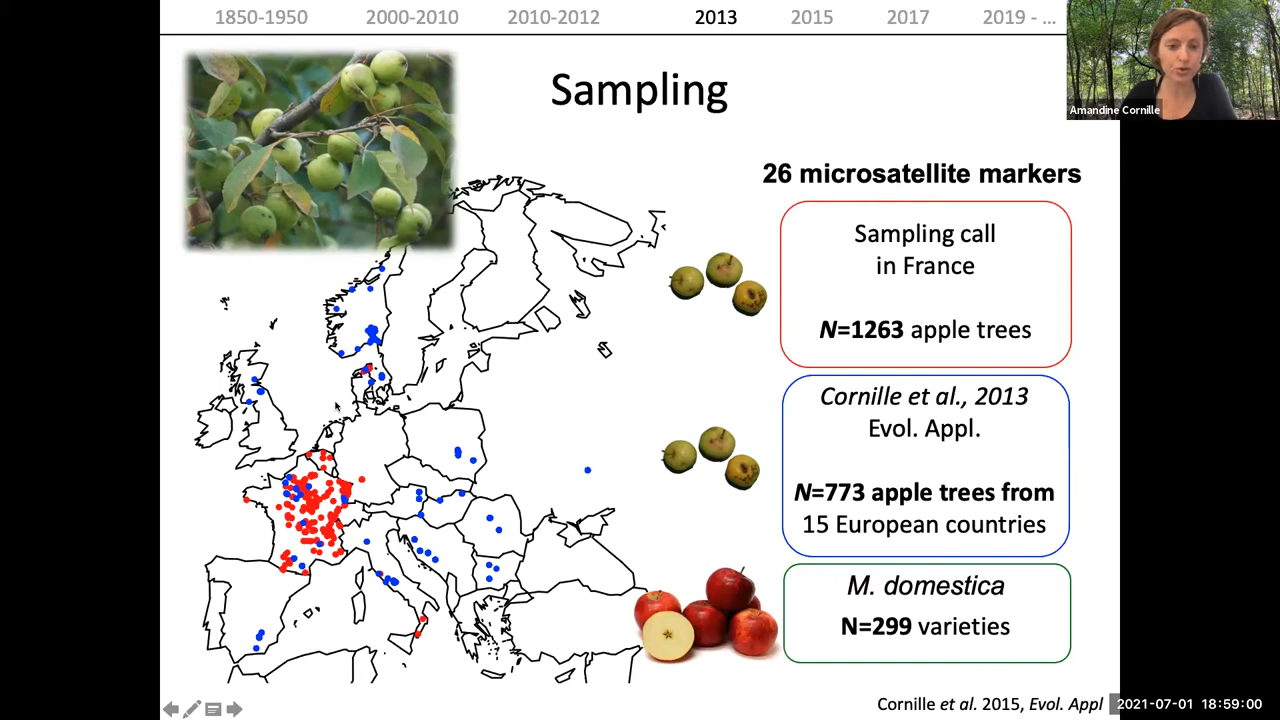 1850-1950 2000-2010 2010-2012 2013 2015 2017 2019 - ...
Amandine Cornille
Sampling
26 microsatellite markers
Sampling call
in France
N=1263 apple trees
Cornille et al., 2013
Evol. Appl.
N=773 apple trees from
15 European countries
M. domestica
N=299 varieties
Cornille et al. 2015, Evol. Appl
2021-07-01 18:59:00